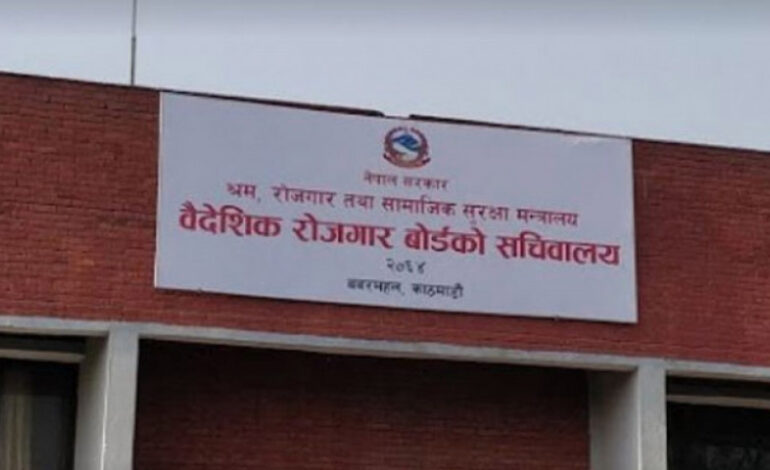 नेपाल सरकार
श्रम, रोजगार तथा सामाजिक सुरक्षा मन्त्रालय
वैदेशिक रोजगार बोर्डको सचिवालय
२०६४
बबरमहल, काठमाडौं